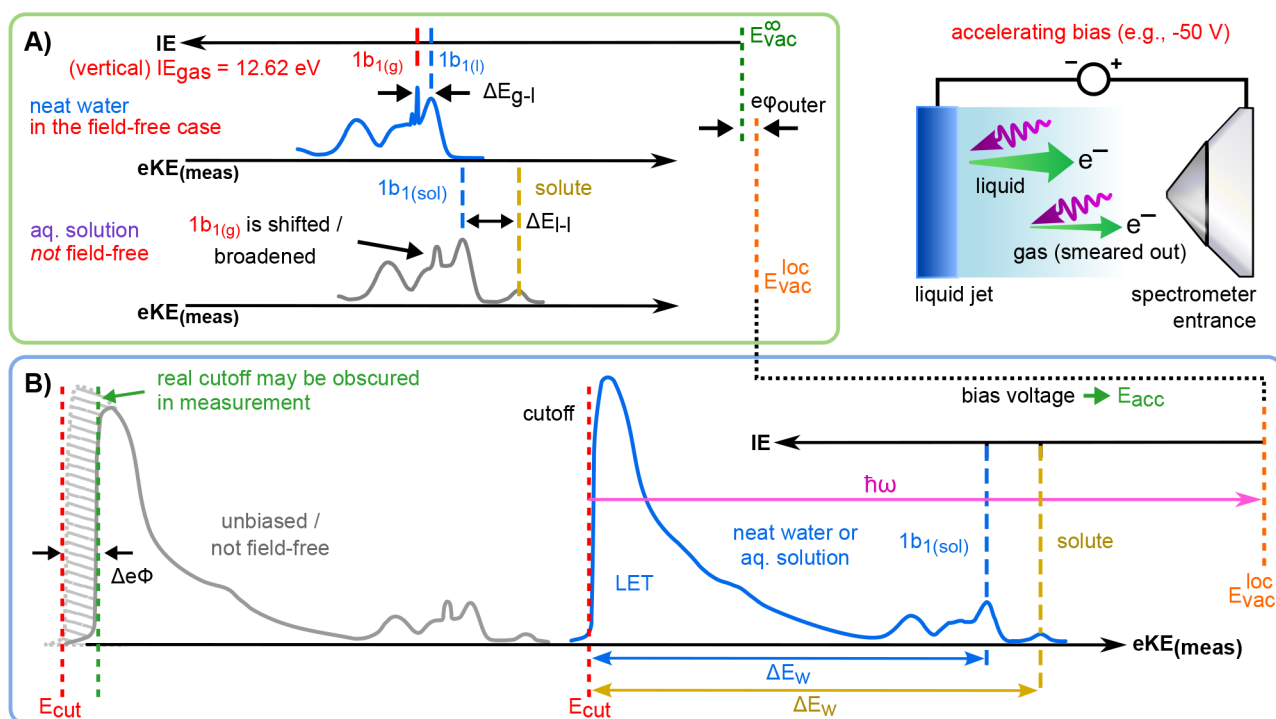 A)
IE
E∞vac
(vertical) IEgas = 12.62 eV
1b1(g)
1b1(l)
neat water
in the field-free case
ΔEg-l
eφouter
eKE(meas)
1b1(sol)
solute
aq. solution
not field-free
1b1(g) is shifted /
broadened
ΔEl-l
Elocvac
eKE(meas)
accelerating bias (e.g., -50 V)
−
+
e−
liquid
e−
gas (smeared out)
liquid jet
spectrometer
entrance
B)
real cutoff may be obscured
in measurement
cutoff
bias voltage
Eacc
IE
ħω
unbiased /
not field-free
neat water or
aq. solution
1b1(sol)
solute
ΔeΦ
LET
Elocvac
eKE(meas)
ΔEw
Ecut
Ecut
ΔEw